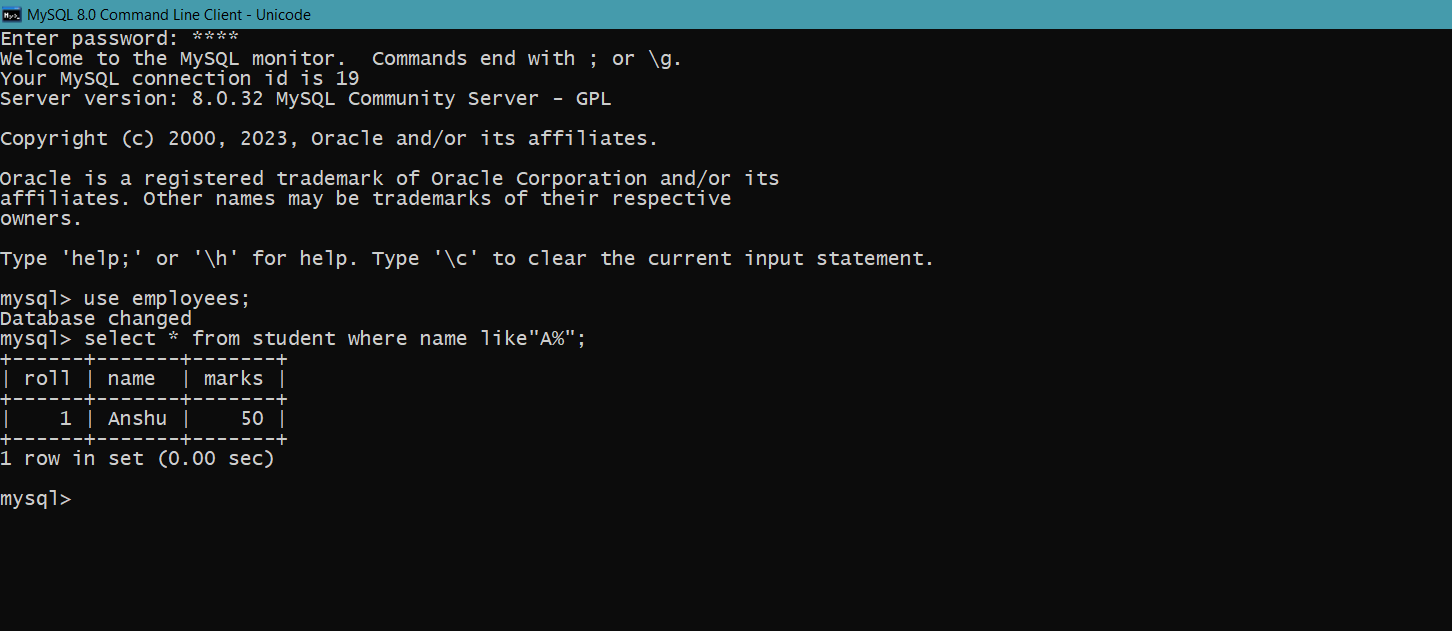 MySQL 8.0 Command Line Client - Unicode
Enter password: ****
Welcome to the MySQL monitor.  Commands end with ; or \g.
Your MySQL connection id is 19
Server version: 8.0.32 MySQL Community Server - GPL

Copyright (c) 2000, 2023, Oracle and/or its affiliates.

Oracle is a registered trademark of Oracle Corporation and/or its
affiliates. Other names may be trademarks of their respective
owners.

Type 'help;' or '\h' for help. Type '\c' to clear the current input statement.

mysql> use employees;
Database changed
mysql> select * from student where name like"A%";
+------+-------+-------+
| roll | name  | marks |
+------+-------+-------+
|    1 | Anshu |    50 |
+------+-------+-------+
1 row in set (0.00 sec)

mysql>